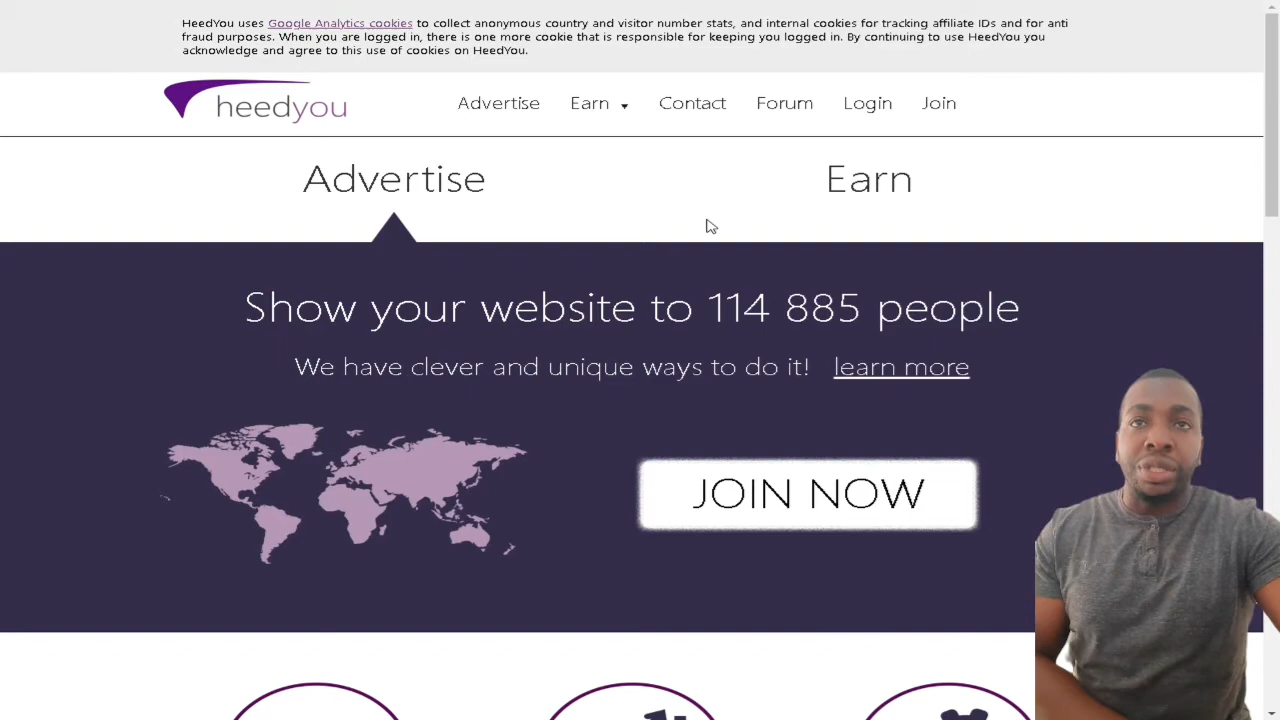 HeedYou uses Google Analytics cookies to collect anonymous country and visitor number stats, and internal cookies for tracking affiliate IDs and for anti
fraud purposes. When you are logged in, there is one more cookie that is responsible for keeping you logged in. By continuing to use HeedYou you
acknowledge and agree to this use of cookies on HeedYou.
heedyou
Advertise Earn Contact Forum Login Join
Advertise Earn
Show your website to 114 885 people
We have clever and unique ways to do it! learn more
JOIN NOW